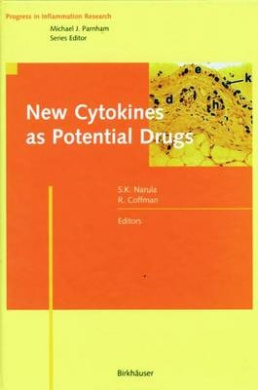 Progress in Inflammation Research
Michael J. Parnham
Series Editor
New Cytokines
as Potential Drugs
e
k
d
h
S.K. Narula
R. Coffman
Editors
Birkhäuser